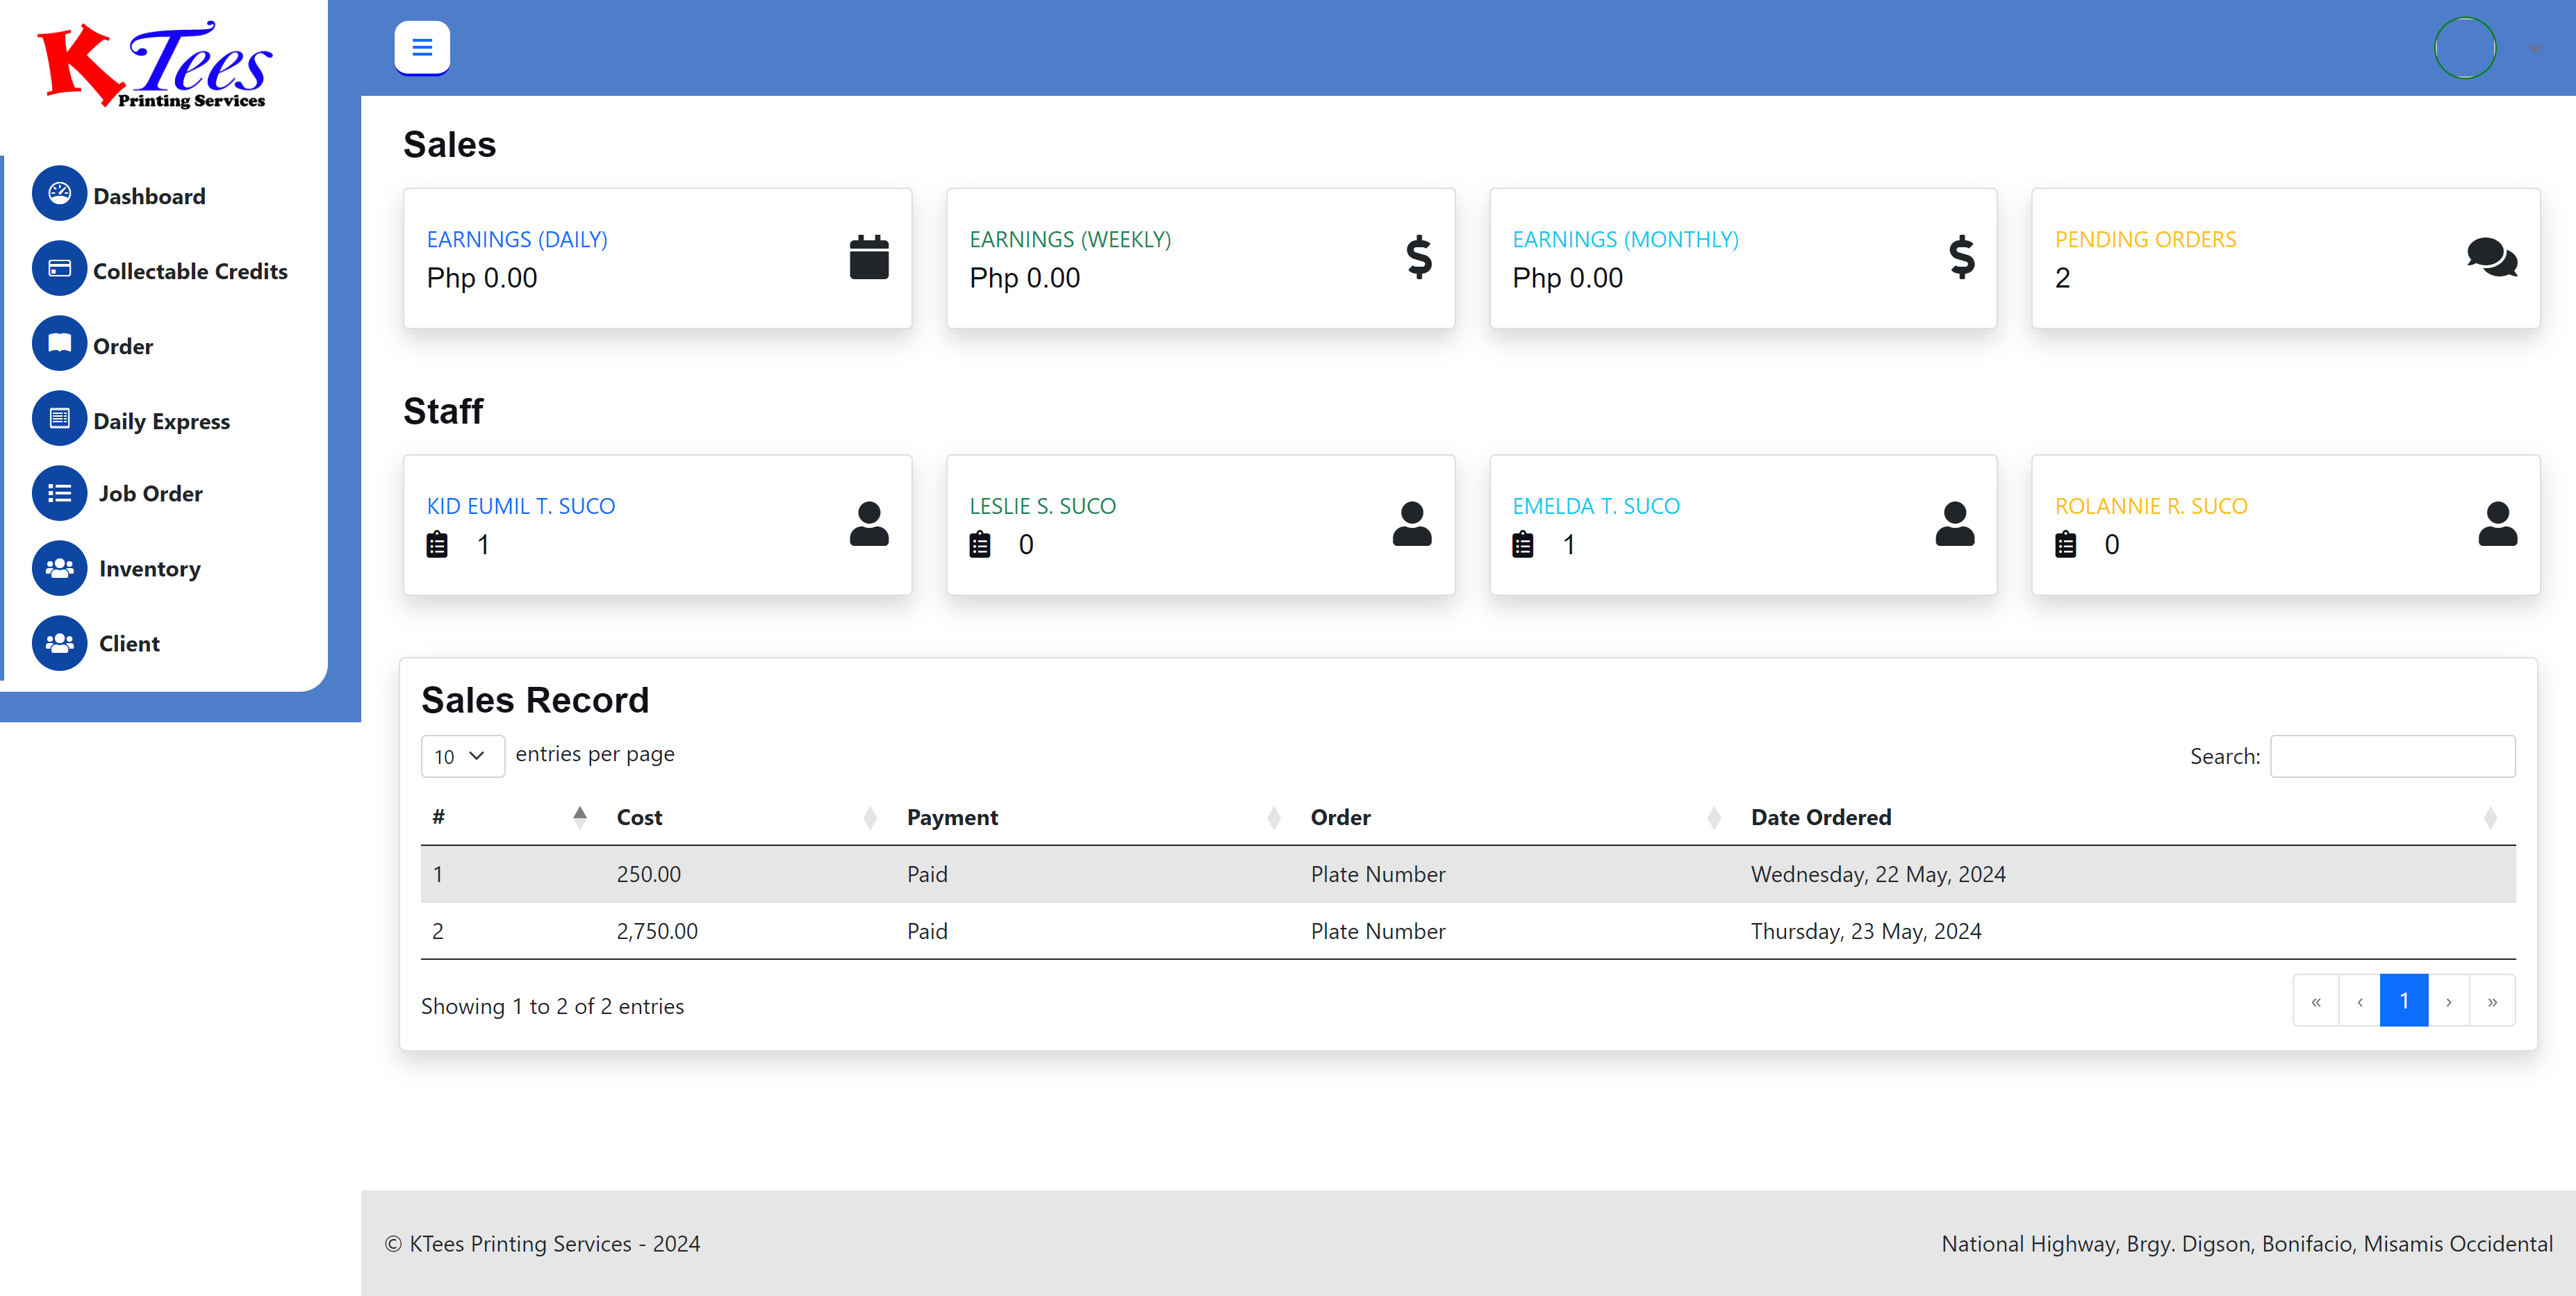 K Tees
Printing Services
Dashboard
Collectable Credits
Order
Daily Express
Job Order
Inventory
Client
Sales
EARNINGS (DAILY)
Php 0.00
EARNINGS (WEEKLY)
Php 0.00
EARNINGS (MONTHLY)
Php 0.00
PENDING ORDERS
2
Staff
KID EUMIL T. SUCO
1
LESLIE S. SUCO
0
EMELDA T. SUCO
1
ROLANNIE R. SUCO
0
Sales Record
10 entries per page
Search:
# Cost Payment Order Date Ordered
1 250.00 Paid Plate Number Wednesday, 22 May, 2024
2 2,750.00 Paid Plate Number Thursday, 23 May, 2024
Showing 1 to 2 of 2 entries
« ‹ 1 › »
© KTees Printing Services - 2024
National Highway, Brgy. Digson, Bonifacio, Misamis Occidental